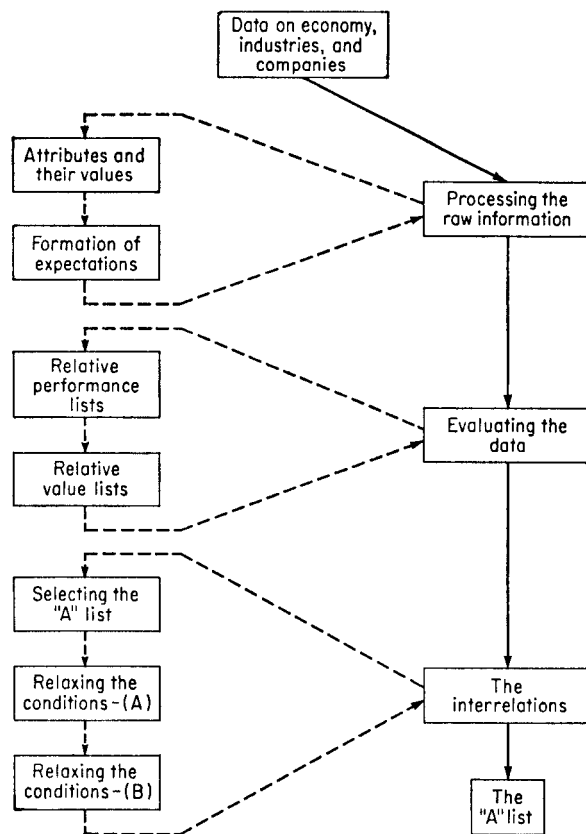 Data on economy,
industries, and
companies
Attributes and
their values
Processing the
raw information
Formation of
expectations
Relative
performance
lists
Evaluating the
data
Relative
value lists
Selecting the
"A" list
Relaxing the
conditions-(A)
The
interrelations
Relaxing the
conditions-(B)
The
"A" list